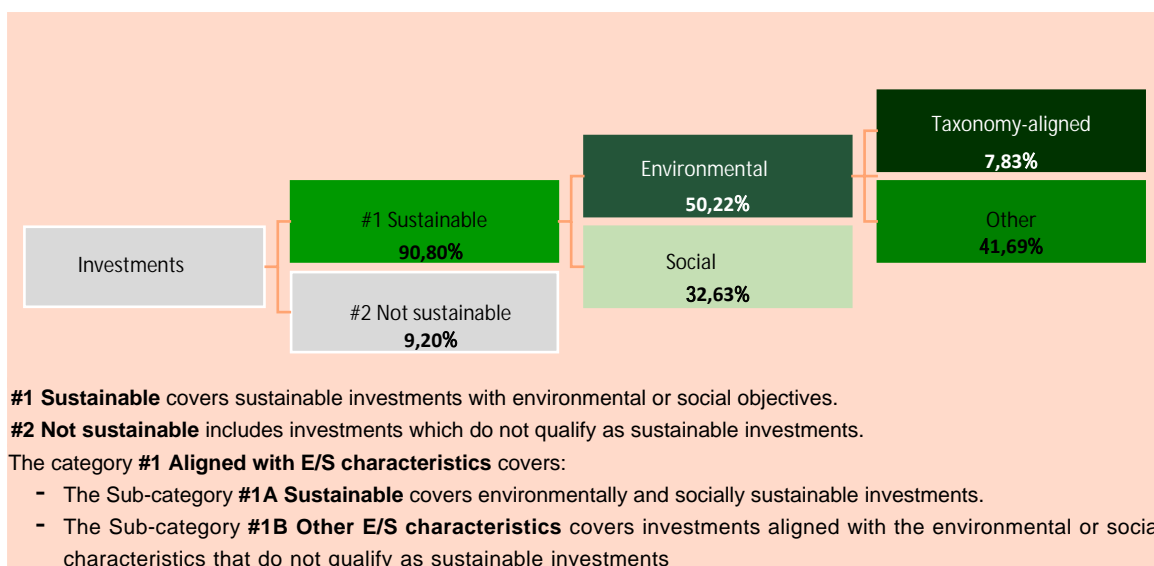 Taxonomy-aligned
7,83%
Environmental
50,22%
#1 Sustainable
90,80%
Other
41,69%
Investments
Social
32,63%
#2 Not sustainable
9,20%
#1 Sustainable covers sustainable investments with environmental or social objectives.
#2 Not sustainable includes investments which do not qualify as sustainable investments.
The category #1 Aligned with E/S characteristics covers:
- The Sub-category #1A Sustainable covers environmentally and socially sustainable investments.
- The Sub-category #1B Other E/S characteristics covers investments aligned with the environmental or socia
characteristics that do not qualify as sustainable investments